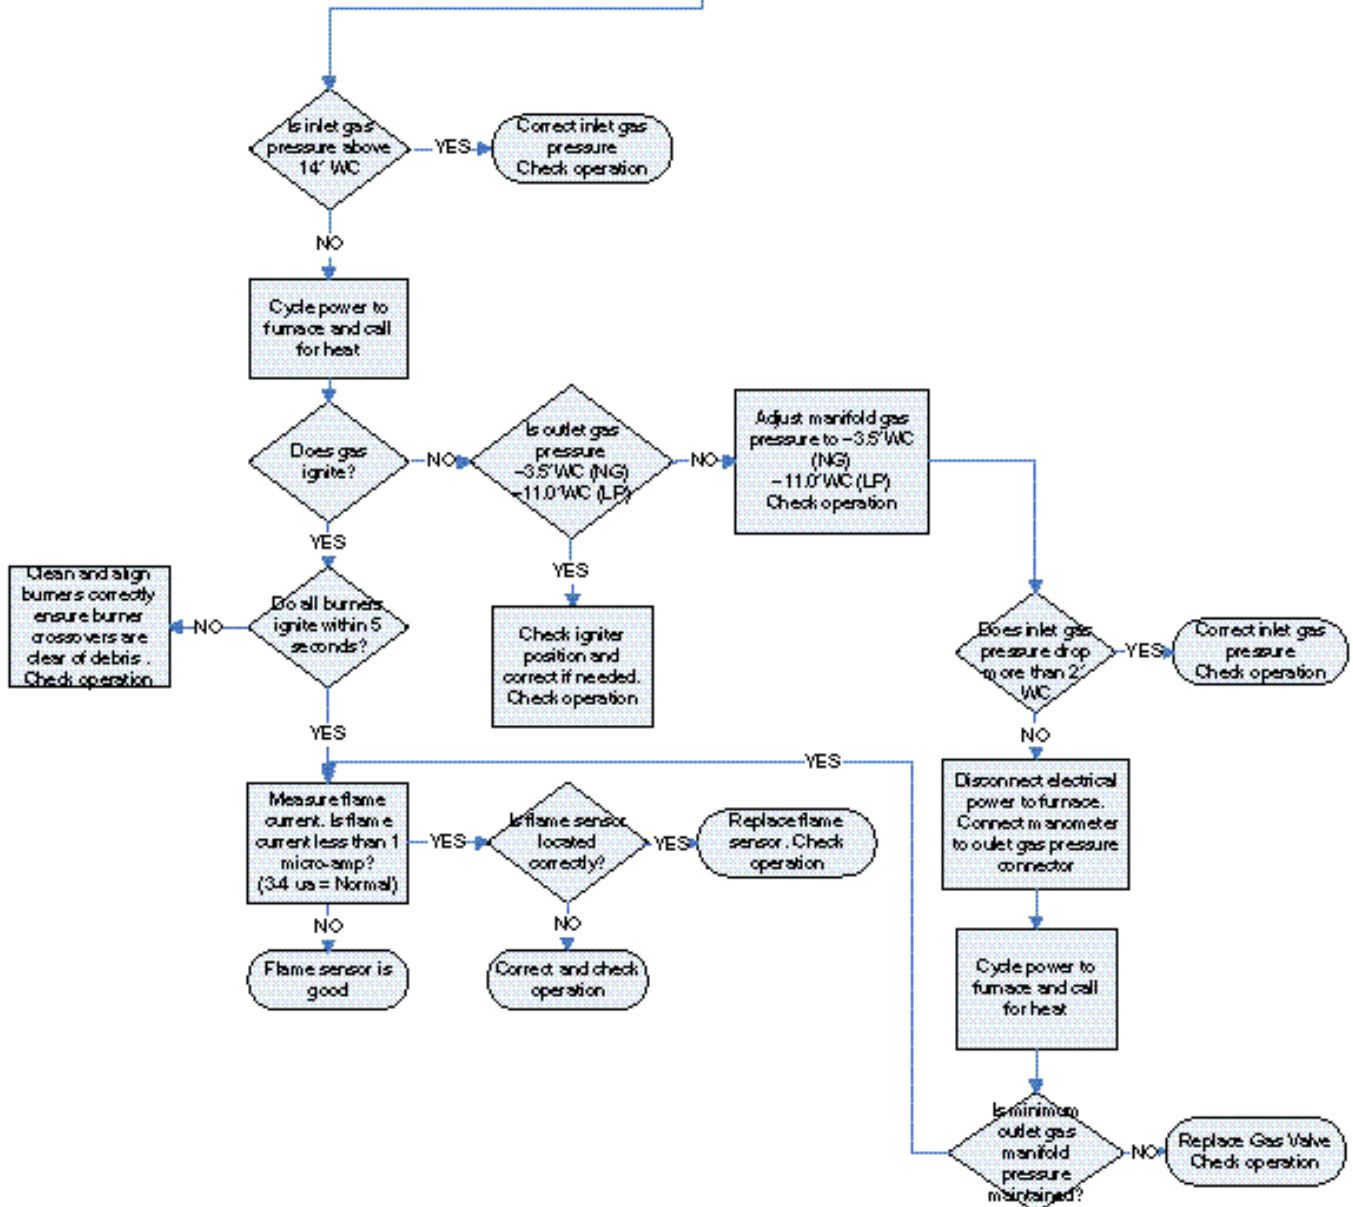 Is inlet gas
pressure above
14" WC
YES
Correct inlet gas
pressure
Check operation
NO
Cycle power to
furnace and call
for heat
Does gas
ignite?
NO
Is outlet gas
pressure
~3.5"WC (NG)
~11.0"WC (LP)
NO
Adjust manifold gas
pressure to ~3.5"WC
(NG)
~11.0"WC (LP)
Check operation
YES
YES
Clean and align
burners correctly
ensure burner
crossovers are
clear of debris .
Check operation
NO
Do all burners
ignite within 5
seconds?
Check igniter
position and
correct if needed.
Check operation
Does inlet gas
pressure drop
more than 2"
WC
YES
Correct inlet gas
pressure
Check operation
YES
NO
YES
Measure flame
current. Is flame
current less than 1
micro-amp?
(3-4 ua = Normal)
YES
Is flame sensor
located
correctly?
YES
Replace flame
sensor. Check
operation
Disconnect electrical
power to furnace.
Connect manometer
to oulet gas pressure
connector
NO
NO
Flame sensor is
good
Correct and check
operation
Cycle power to
furnace and call
for heat
Is minimum
outlet gas
manifold
pressure
maintained?
NO
Replace Gas Valve
Check operation